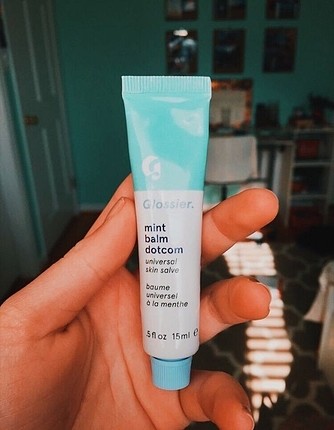 G
Glossier.
mint
balm
dotcom
universal
skin salve
baume
universel
à la menthe
.5 fl oz 15ml e